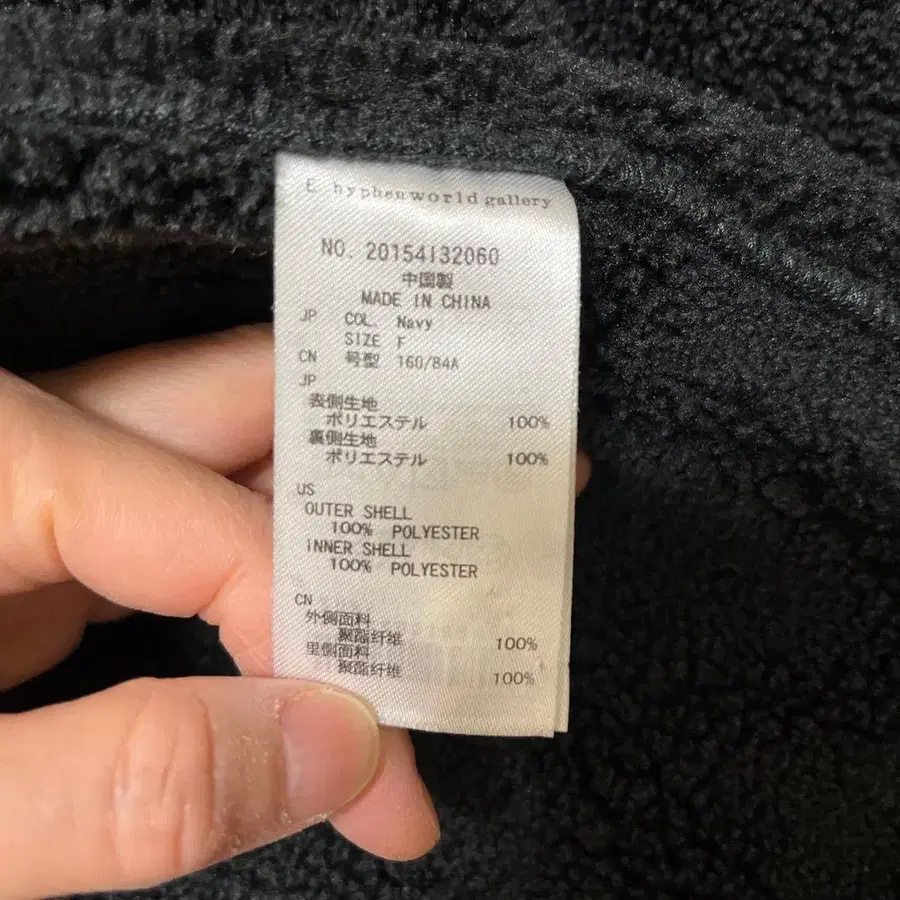 E hyphenworld gallery
NO. 20154132060
中国製
MADE IN CHINA
JP COL. Navy
SIZE F
CN 号型 160/84A
JP
表側生地
ポリエステル 100%
裏側生地
ポリエステル 100%
US
OUTER SHELL
100% POLYESTER
INNER SHELL
100% POLYESTER
CN
外侧面料
聚酯纤维 100%
里侧面料
聚酯纤维 100%